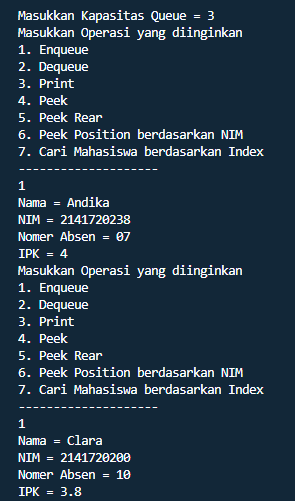 Masukkan Kapasitas Queue = 3
Masukkan Operasi yang diinginkan
1. Enqueue
2. Dequeue
3. Print
4. Peek
5. Peek Rear
6. Peek Position berdasarkan NIM
7. Cari Mahasiswa berdasarkan Index
--------------------
1
Nama = Andika
NIM = 2141720238
Nomer Absen = 07
IPK = 4
Masukkan Operasi yang diinginkan
1. Enqueue
2. Dequeue
3. Print
4. Peek
5. Peek Rear
6. Peek Position berdasarkan NIM
7. Cari Mahasiswa berdasarkan Index
--------------------
1
Nama = Clara
NIM = 2141720200
Nomer Absen = 10
IPK = 3.8